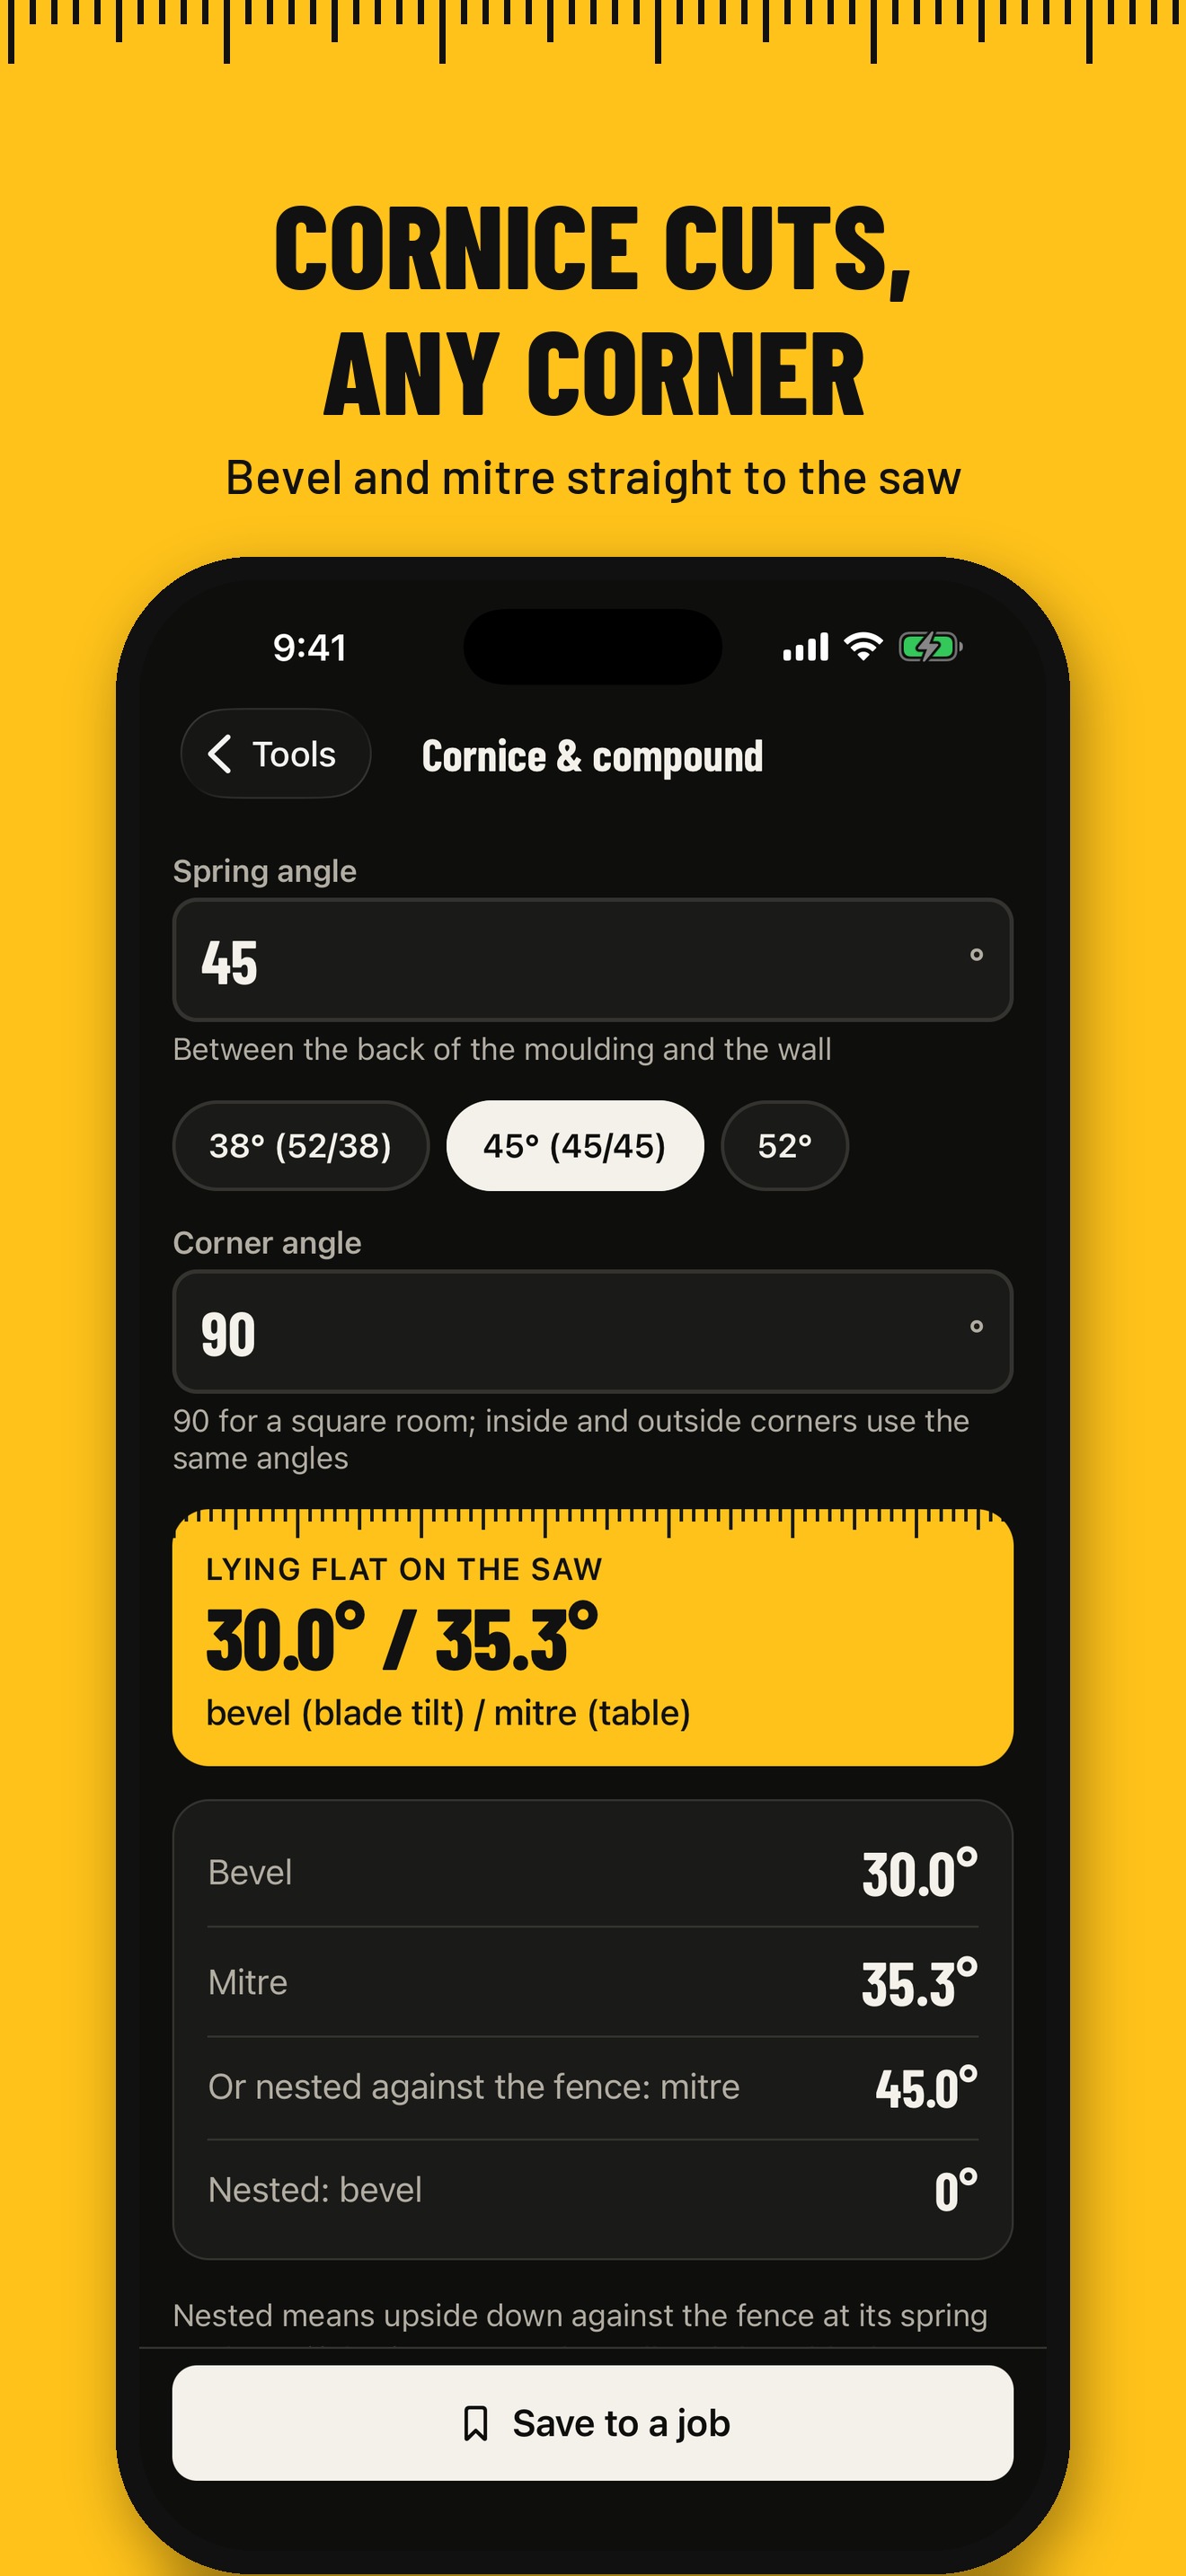 CORNICE CUTS,
ANY CORNER
Bevel and mitre straight to the saw
9:41
Tools
Cornice & compound
Spring angle
45 °
Between the back of the moulding and the wall
38° (52/38) 45° (45/45) 52°
Corner angle
90 °
90 for a square room; inside and outside corners use the
same angles
LYING FLAT ON THE SAW
30.0° / 35.3°
bevel (blade tilt) / mitre (table)
Bevel 30.0°
Mitre 35.3°
Or nested against the fence: mitre 45.0°
Nested: bevel 0°
Nested means upside down against the fence at its spring
Save to a job